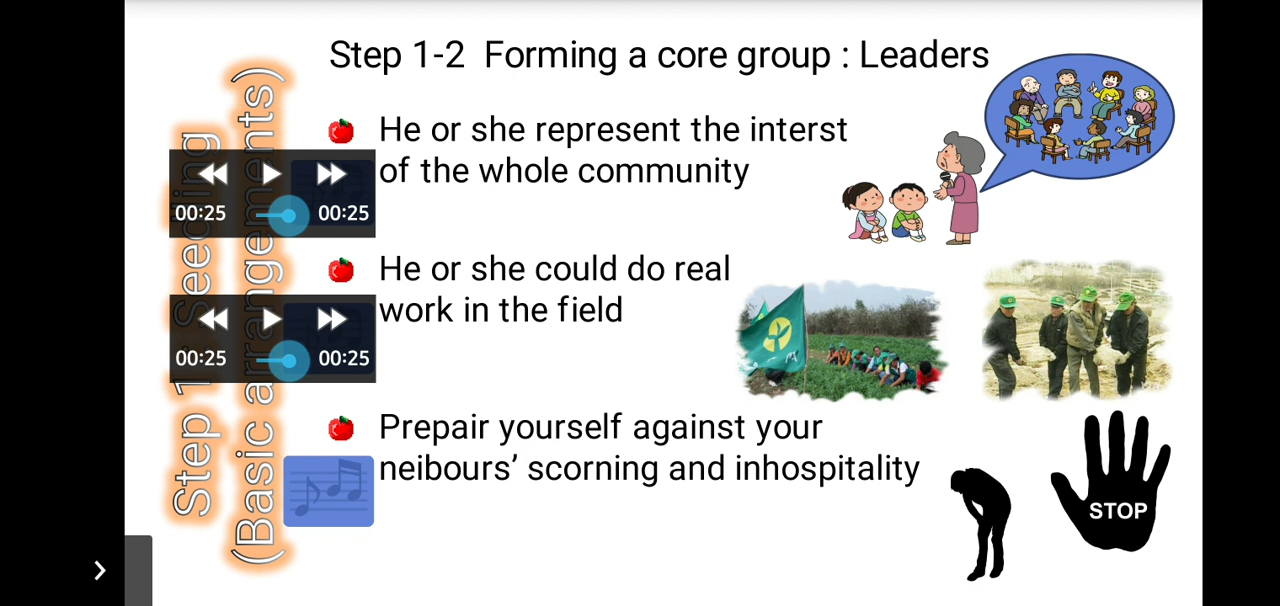 Step 1-2 Forming a core group : Leaders
He or she represent the interst
of the whole community
He or she could do real
work in the field
Prepair yourself against your
neibours’ scorning and inhospitality
STOP
Step 1
(Basic arrangements)
00:25 00:25
00:25 00:25